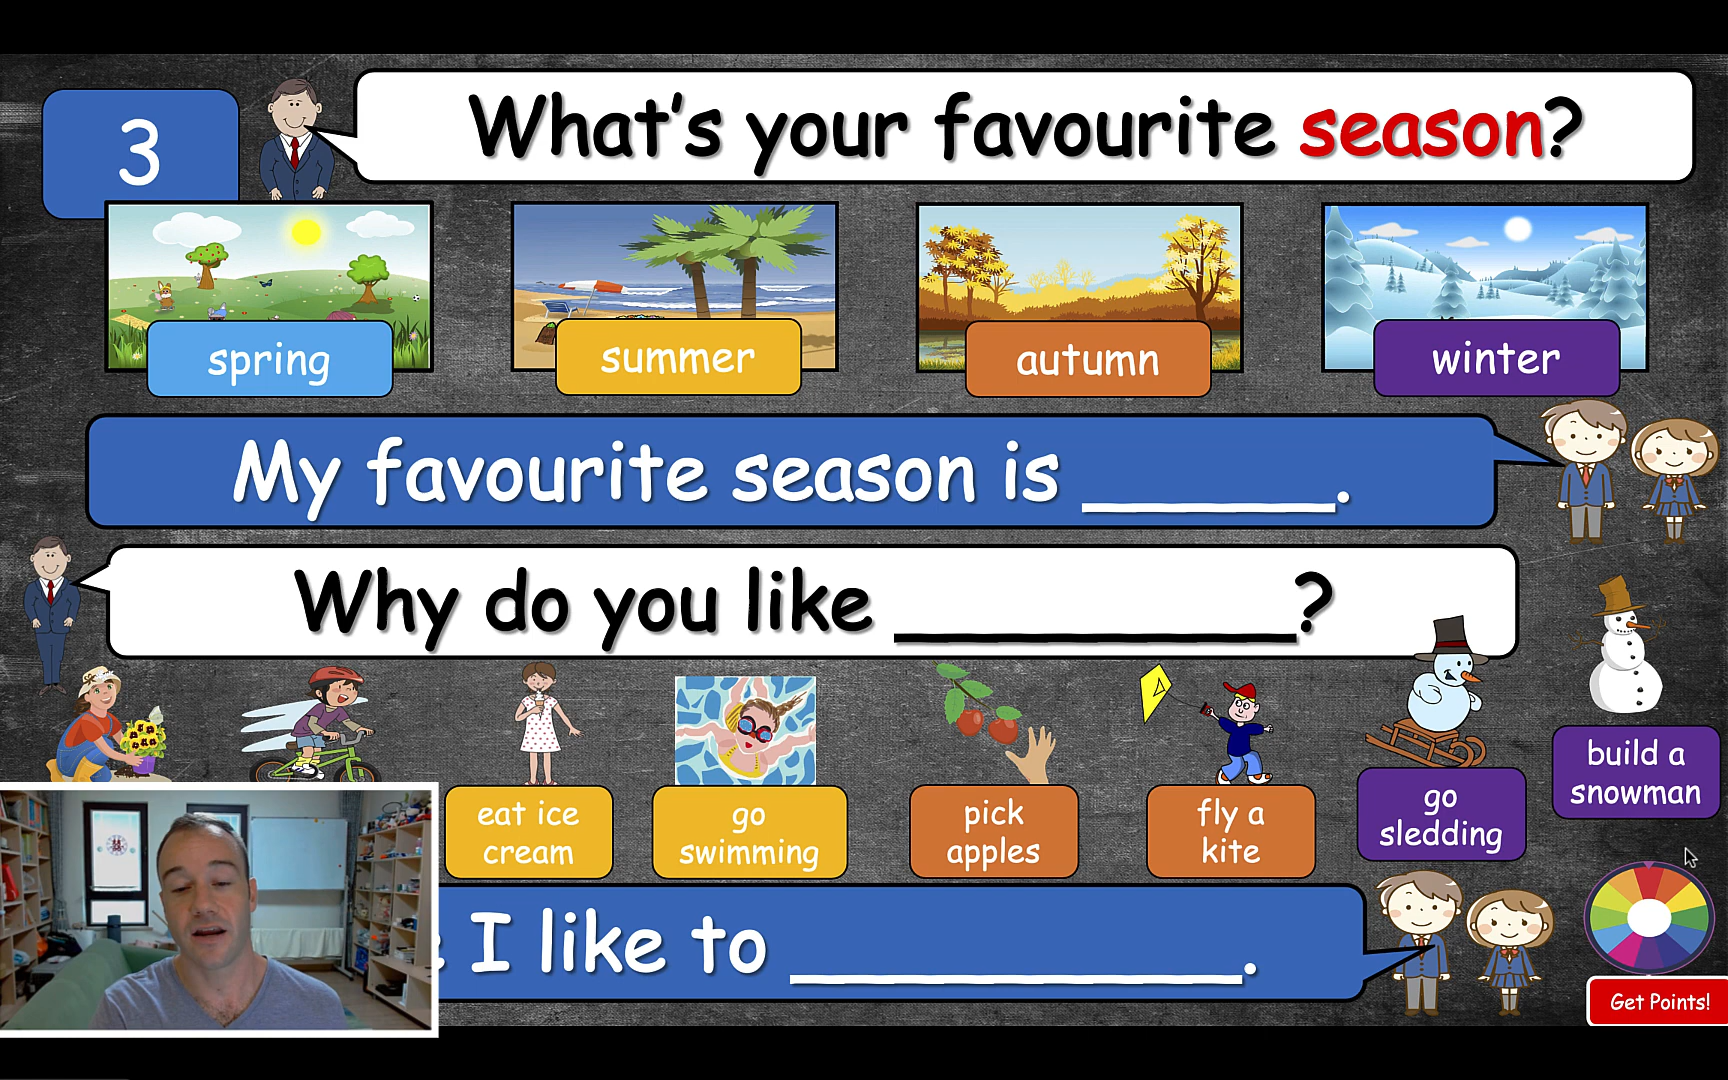 3
What's your favourite season?
spring
summer
autumn
winter
My favourite season is ______.
Why do you like __________?
build a
snowman
eat ice
cream
go
swimming
pick
apples
fly a
kite
go
sledding
I like to ___________.
Get Points!